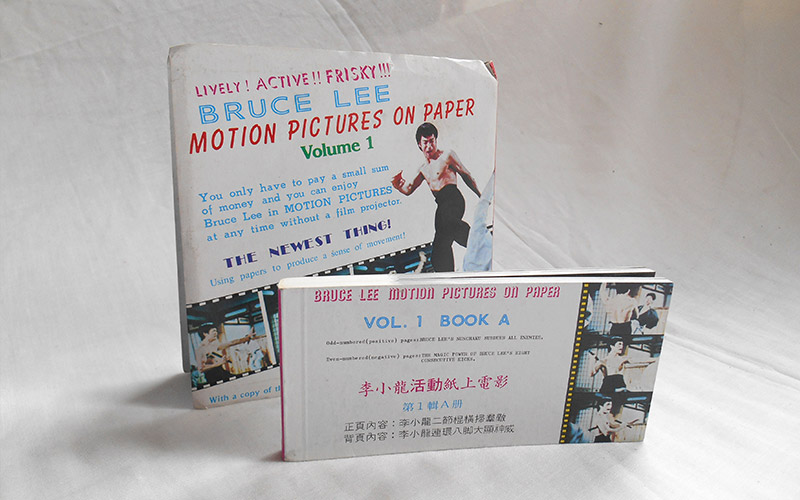 LIVELY! ACTIVE!! FRISKY!!!
BRUCE LEE
MOTION PICTURES ON PAPER
Volume 1
You only have to pay a small sum
of money and you can enjoy
Bruce Lee in MOTION PICTURES
at any time without a film projector.
THE NEWEST THING!
Using papers to produce a sense of movement!
With a copy of th
BRUCE LEE MOTION PICTURES ON PAPER
VOL. 1 BOOK A
Odd-numbered(positive) pages:BRUCE LEE'S NUNCHAKU MURDERS ALL ENEMIES.
Even-numbered(negative) pages:THE MAGIC POWER OF BRUCE LEE'S EIGHT
CONSECUTIVE KICKS.
李小龍活動紙上電影
第1輯八册
正頁內容:李小龍二節棍橫掃羣敵
背頁內容:李小龍連環八脚大顯神威